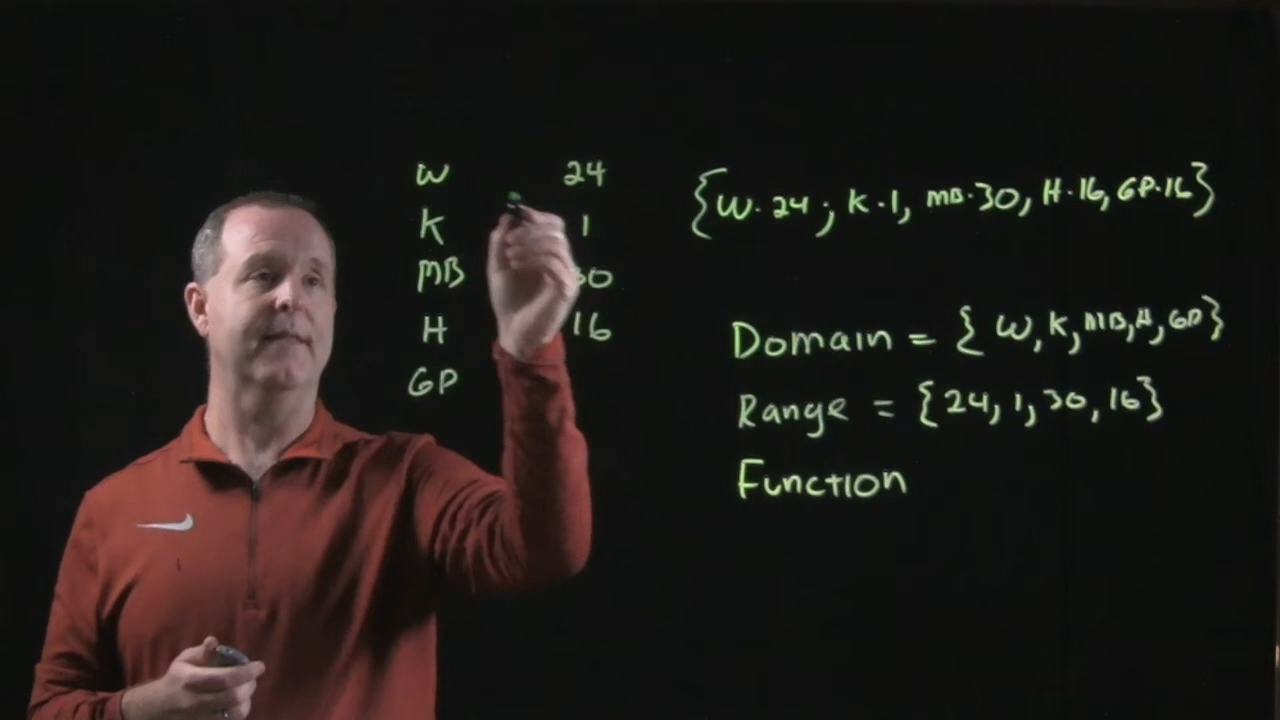 W 24
K 1
MB 30
H 16
GP
{W·24, K·1, MB·30, H·16, GP·16}
Domain = {W, K, MB, H, GP}
Range = {24, 1, 30, 16}
Function